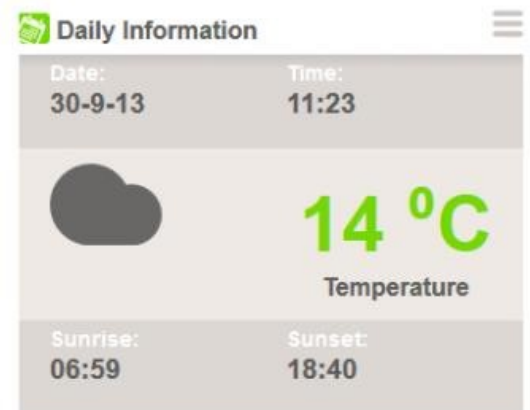 Daily Information
Date: Time:
30-9-13 11:23
14 ⁰C
Temperature
Sunrise: Sunset:
06:59 18:40